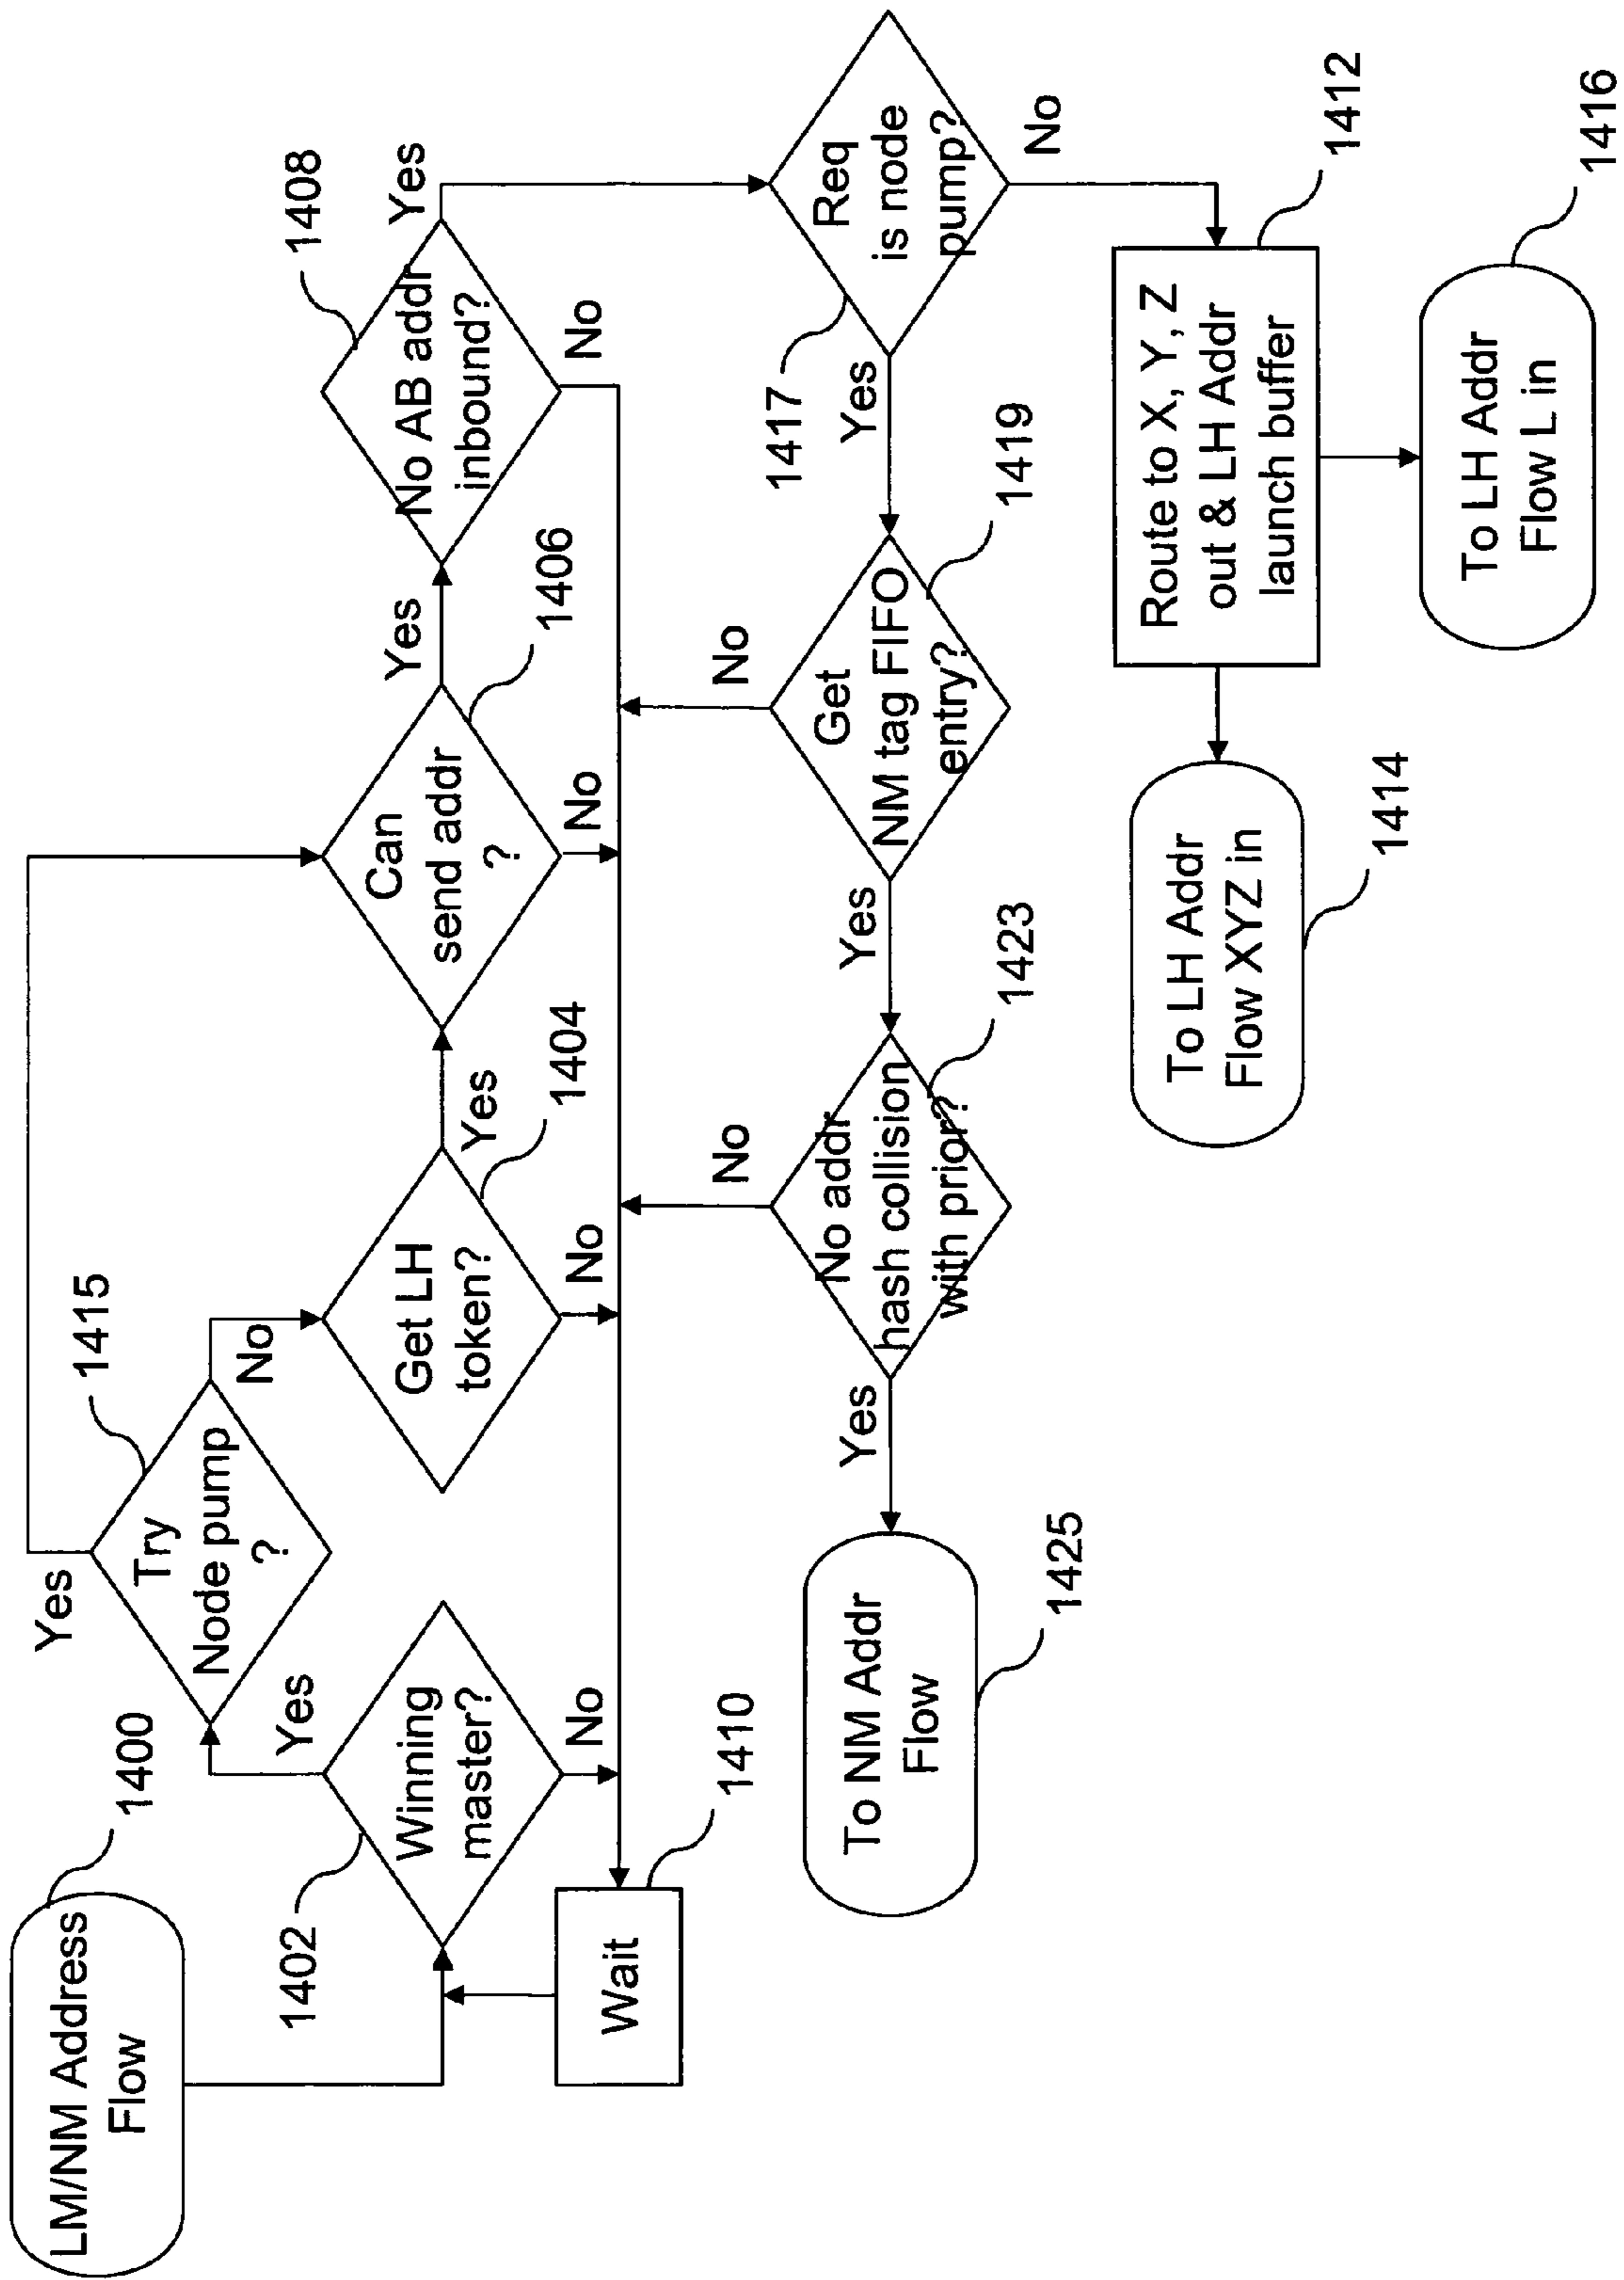 1400
LM/NM Address
Flow
1402
Winning
master?
Yes
No
1410
Wait
1415
Try
Node pump
?
Yes
No
1404
Get LH
token?
Yes
No
1406
Can
send addr
?
Yes
No
1408
No AB addr
inbound?
Yes
No
1417
Req
is node
pump?
Yes
No
1419
Get
NM tag FIFO
entry?
Yes
No
1423
No addr
hash collision
with prior?
Yes
No
1425
To NM Addr
Flow
1412
Route to X, Y, Z
out & LH Addr
launch buffer
1414
To LH Addr
Flow XYZ in
1416
To LH Addr
Flow L in